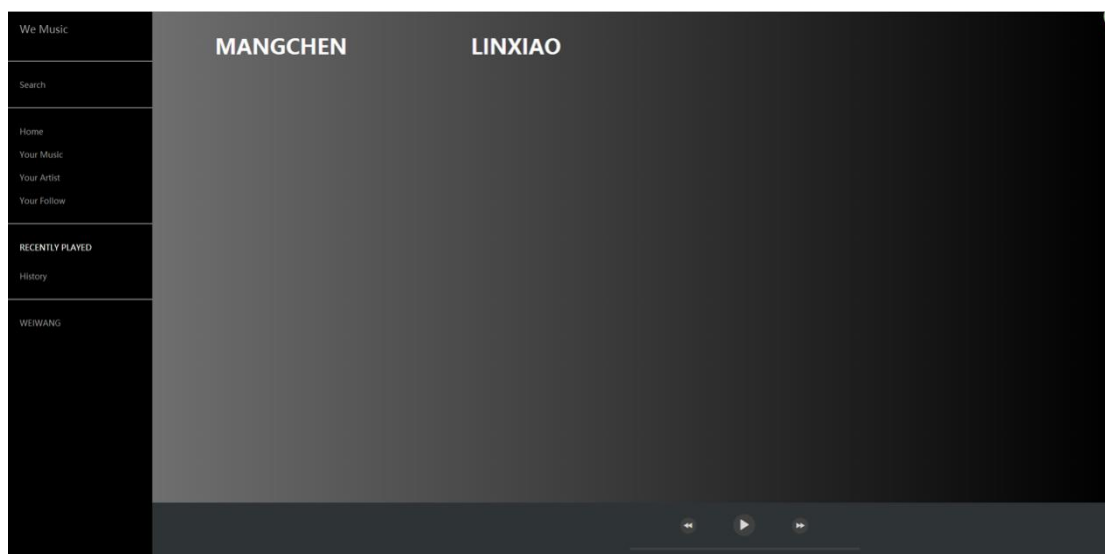 We Music
Search
Home
Your Music
Your Artist
Your Follow
RECENTLY PLAYED
History
WEIWANG
MANGCHEN LINXIAO